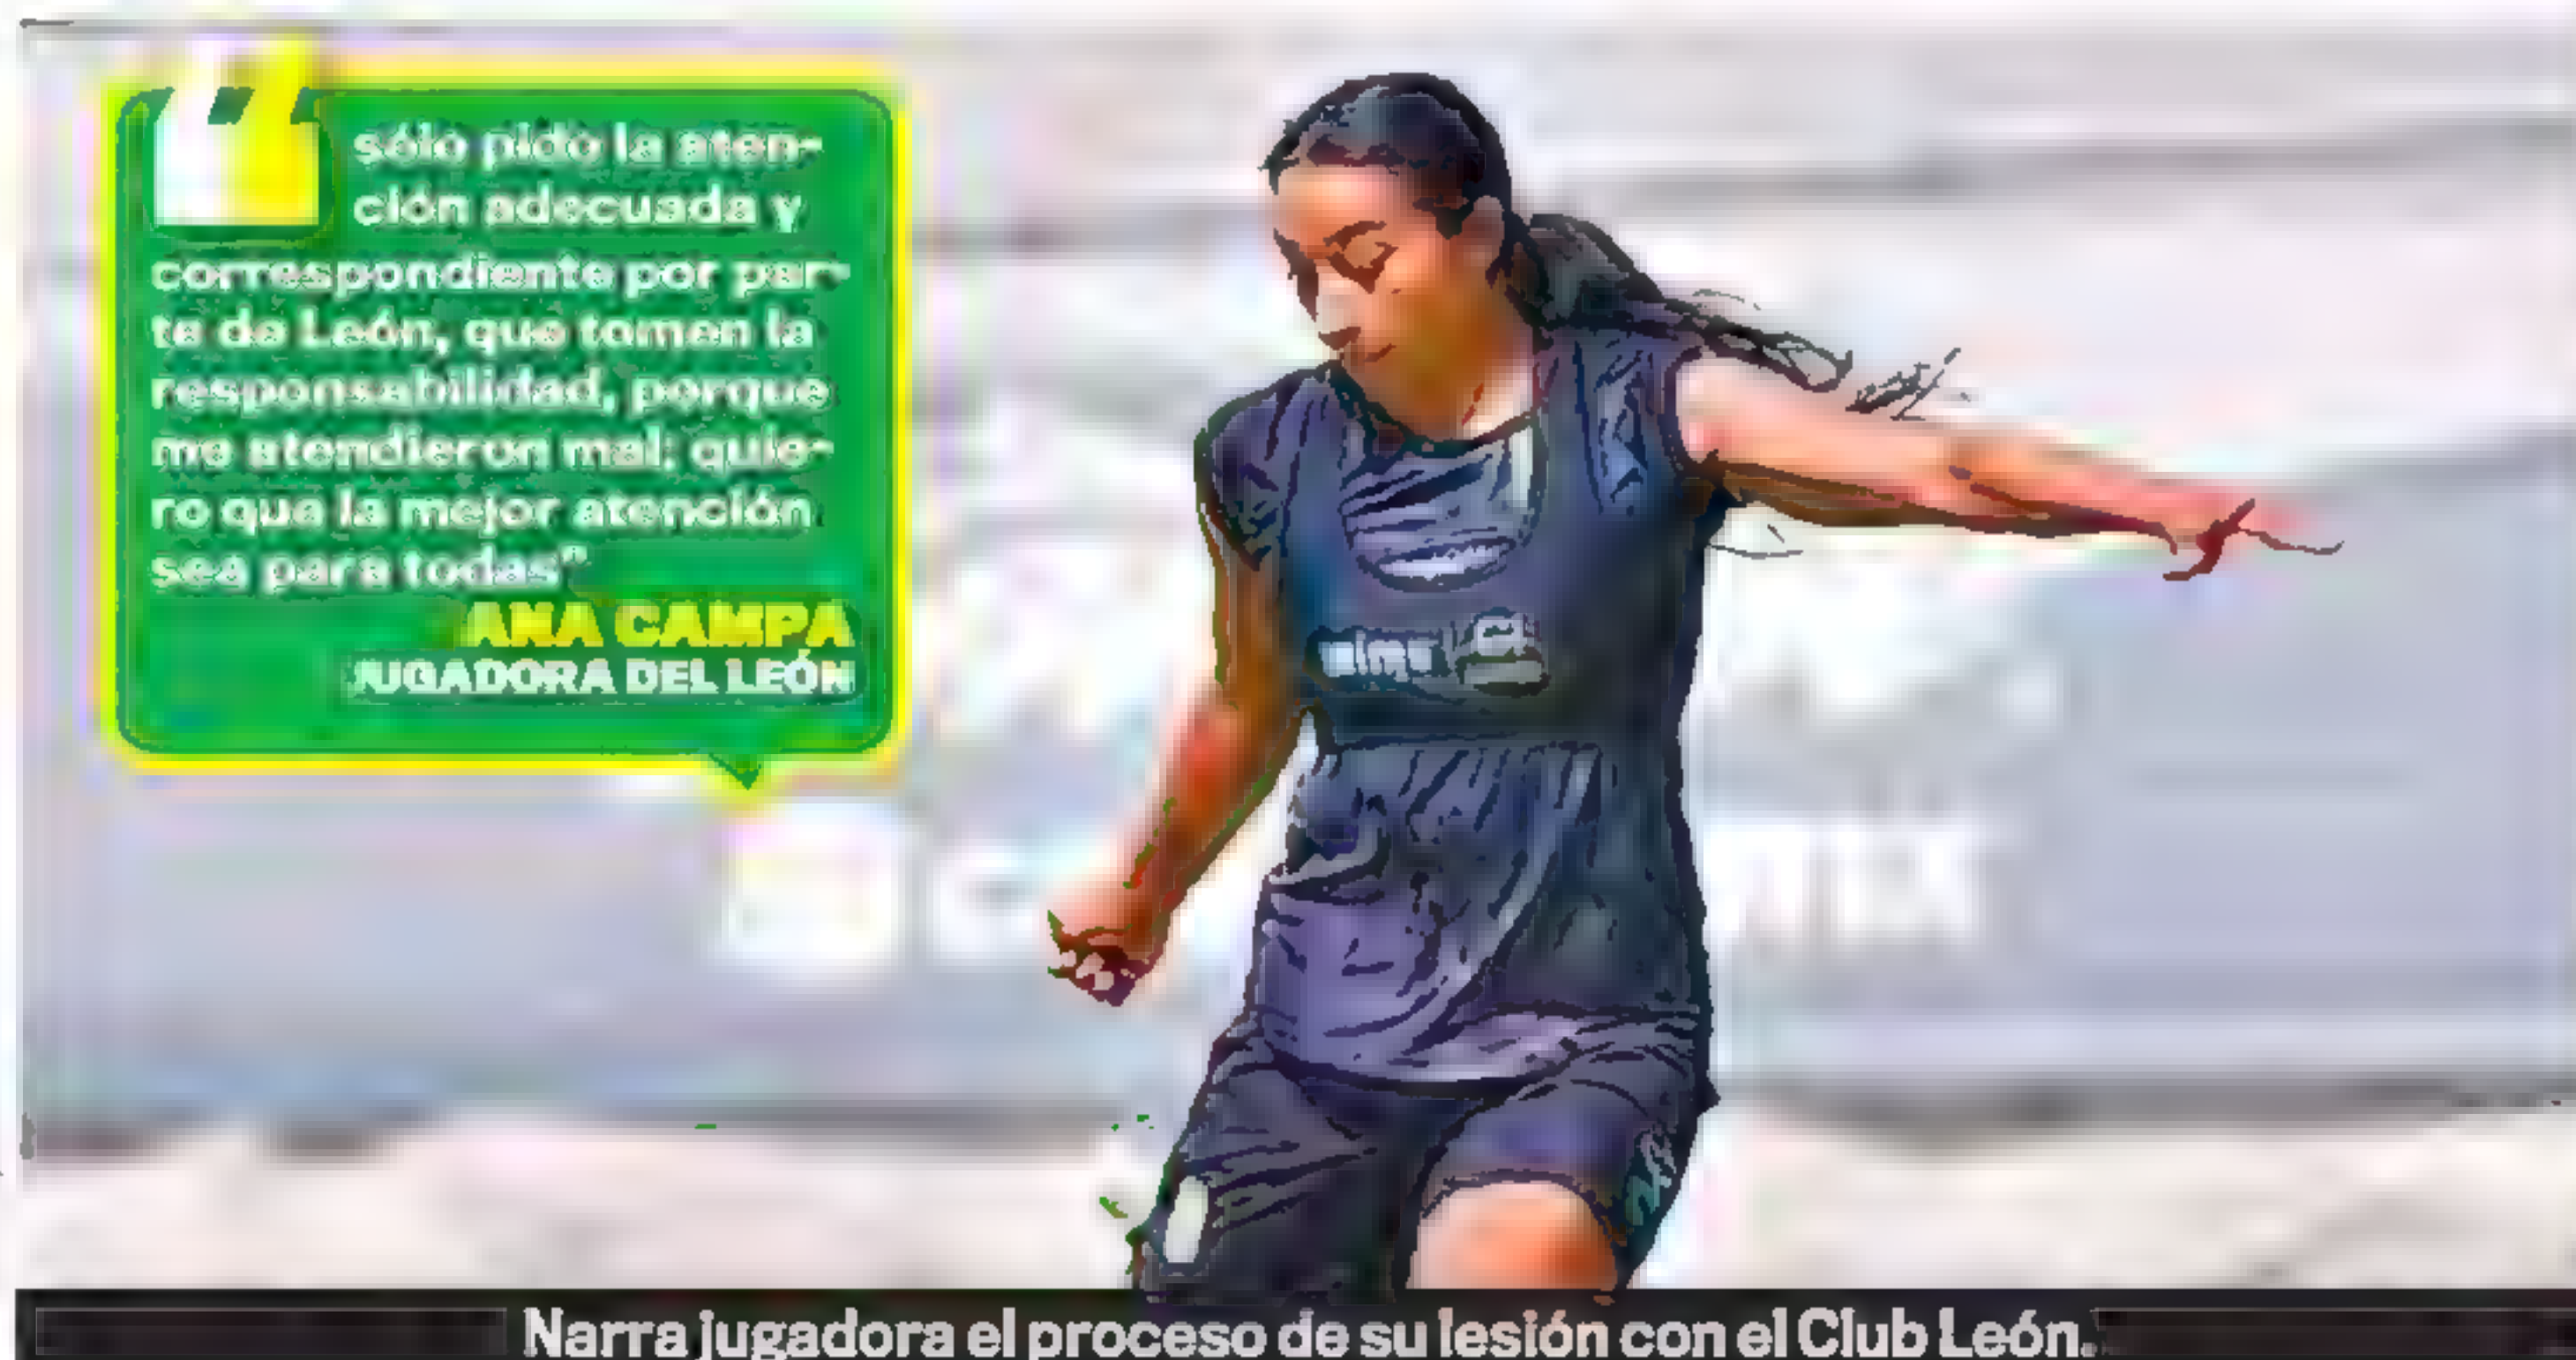 sólo pido la aten-
ción adecuada y
correspondiente por par-
te de León, que tomen la
responsabilidad, porque
me atendieron mal; quie-
ro que la mejor atención
sea para todas"
ANA CAMPA
JUGADORA DEL LEÓN
Narra jugadora el proceso de su lesión con el Club León.